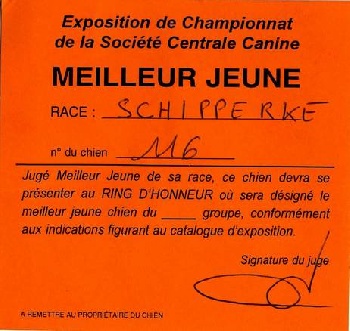 Exposition de Championnat
de la Société Centrale Canine
MEILLEUR JEUNE
RACE : SCHIPPERKE
n° du chien 116
Jugé Meilleur Jeune de sa race, ce chien devra se
présenter au RING D'HONNEUR où sera désigné le
meilleur jeune chien du _____ groupe, conformément
aux indications figurant au catalogue d'exposition.
Signature du juge
A REMETTRE AU PROPRIÉTAIRE DU CHIEN